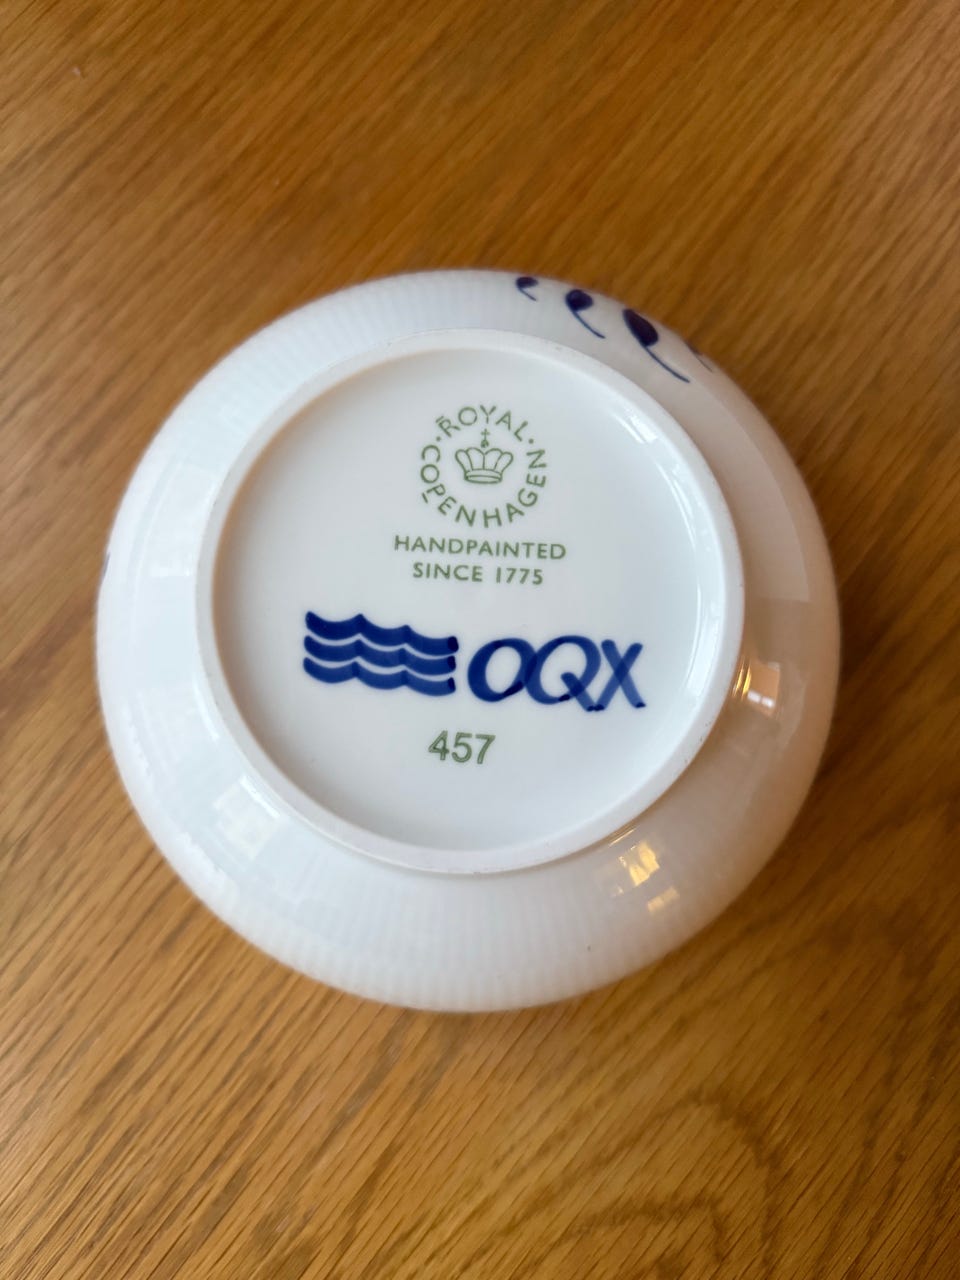 ROYAL
COPENHAGEN
HANDPAINTED
SINCE 1775
OQX
457